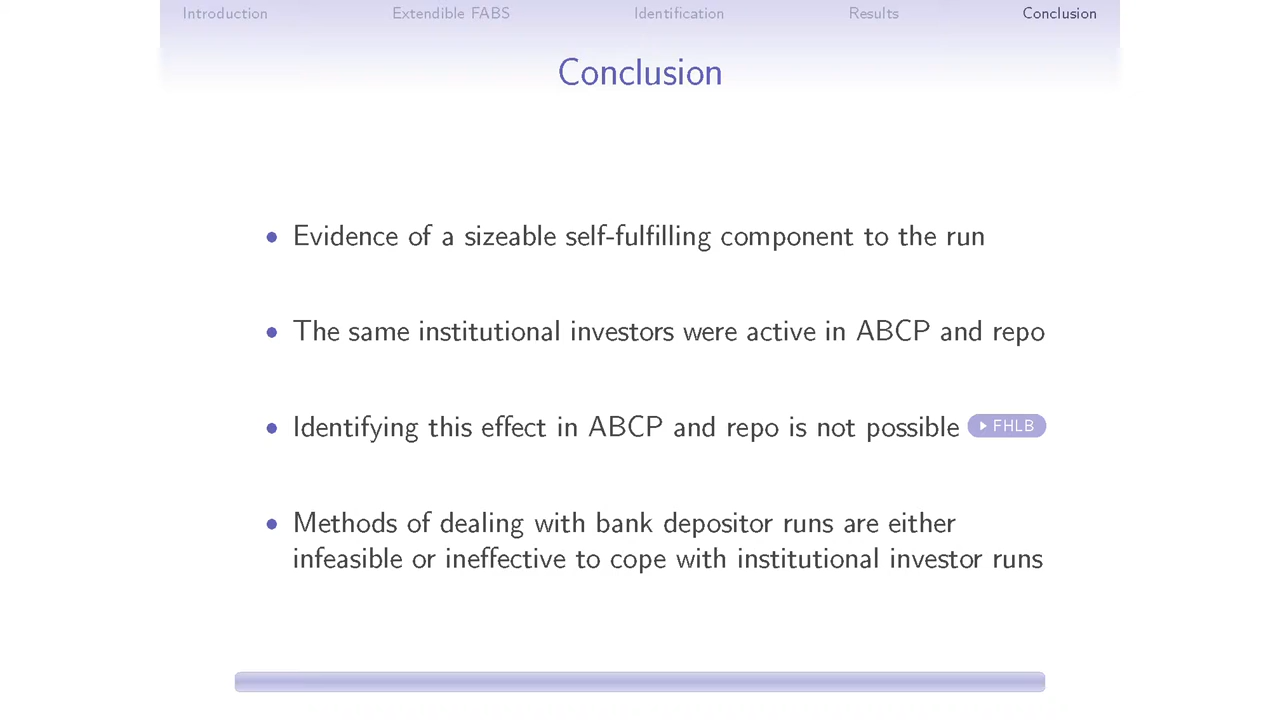 Introduction Extendible FABS Identification Results Conclusion
Conclusion
• Evidence of a sizeable self-fulfilling component to the run
• The same institutional investors were active in ABCP and repo
• Identifying this effect in ABCP and repo is not possible FHLB
• Methods of dealing with bank depositor runs are either
infeasible or ineffective to cope with institutional investor runs